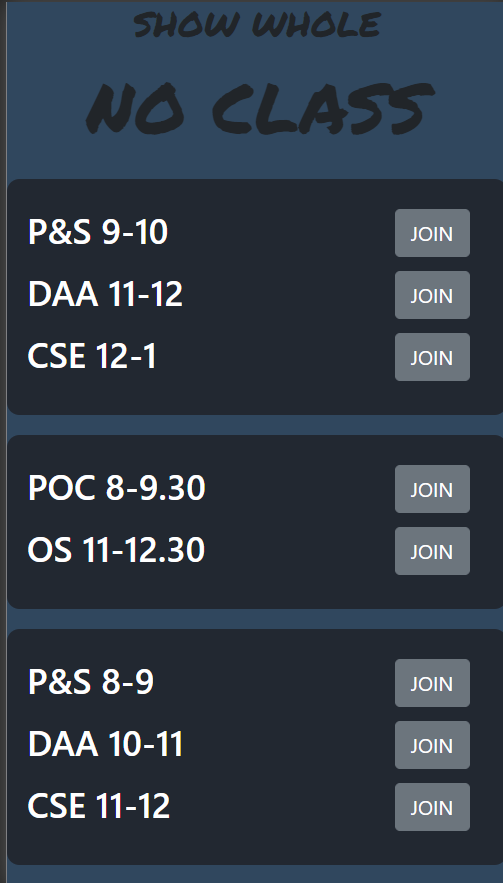 SHOW WHOLE
NO CLASS
P&S 9-10 JOIN
DAA 11-12 JOIN
CSE 12-1 JOIN
POC 8-9.30 JOIN
OS 11-12.30 JOIN
P&S 8-9 JOIN
DAA 10-11 JOIN
CSE 11-12 JOIN